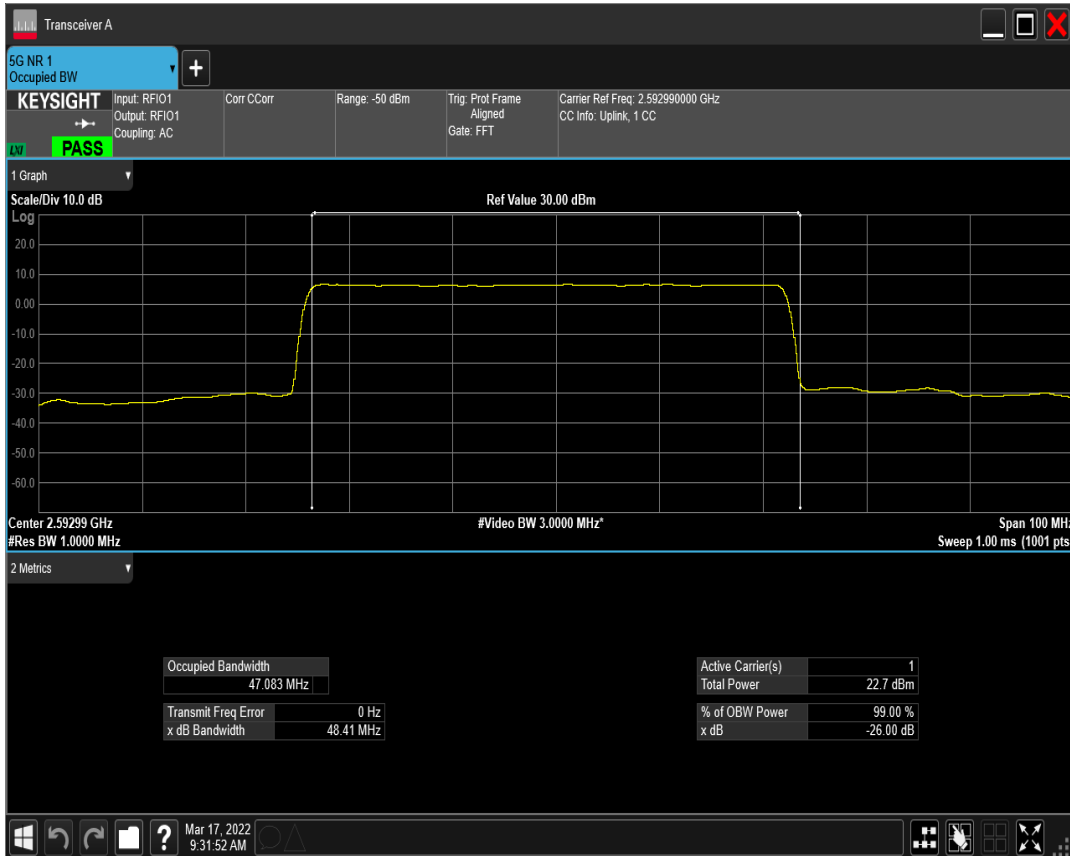 Transceiver A
5G NR 1
Occupied BW
KEYSIGHT
LXI
PASS
Input: RFIO1
Output: RFIO1
Coupling: AC
Corr CCorr
Range: -50 dBm
Trig: Prot Frame
Aligned
Gate: FFT
Carrier Ref Freq: 2.592990000 GHz
CC Info: Uplink, 1 CC
1 Graph
Scale/Div 10.0 dB
Ref Value 30.00 dBm
Log
20.0
10.0
0.00
-10.0
-20.0
-30.0
-40.0
-50.0
-60.0
Center 2.59299 GHz
#Video BW 3.0000 MHz*
Span 100 MHz
#Res BW 1.0000 MHz
Sweep 1.00 ms (1001 pts
2 Metrics
Occupied Bandwidth
47.083 MHz
Transmit Freq Error 0 Hz
x dB Bandwidth 48.41 MHz
Active Carrier(s) 1
Total Power 22.7 dBm
% of OBW Power 99.00 %
x dB -26.00 dB
?
Mar 17, 2022
9:31:52 AM